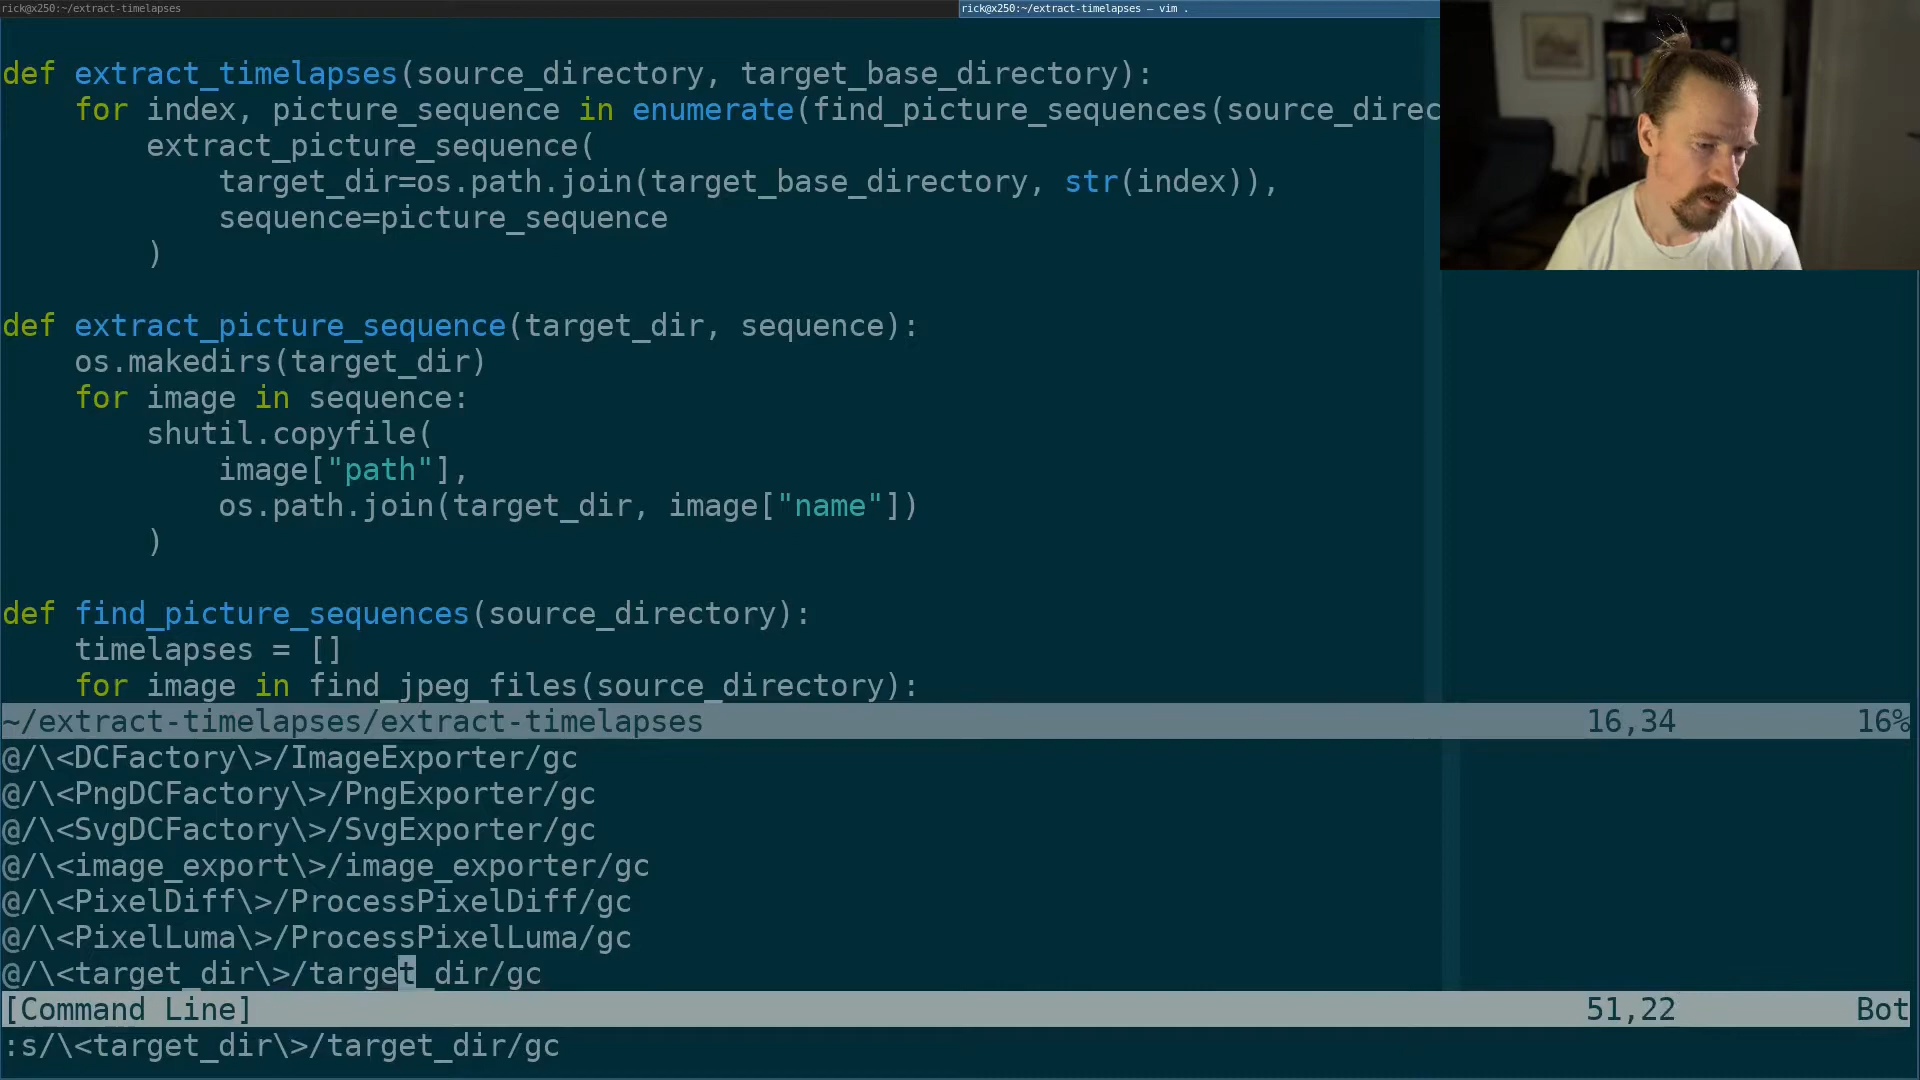 rick@x250:~/extract-timelapses
rick@x250:~/extract-timelapses — vim .
def extract_timelapses(source_directory, target_base_directory):
    for index, picture_sequence in enumerate(find_picture_sequences(source_direc
        extract_picture_sequence(
            target_dir=os.path.join(target_base_directory, str(index)),
            sequence=picture_sequence
        )
def extract_picture_sequence(target_dir, sequence):
    os.makedirs(target_dir)
    for image in sequence:
        shutil.copyfile(
            image["path"],
            os.path.join(target_dir, image["name"])
        )
def find_picture_sequences(source_directory):
    timelapses = []
    for image in find_jpeg_files(source_directory):
~/extract-timelapses/extract-timelapses 16,34 16%
@/\<DCFactory\>/ImageExporter/gc
@/\<PngDCFactory\>/PngExporter/gc
@/\<SvgDCFactory\>/SvgExporter/gc
@/\<image_export\>/image_exporter/gc
@/\<PixelDiff\>/ProcessPixelDiff/gc
@/\<PixelLuma\>/ProcessPixelLuma/gc
@/\<target_dir\>/target_dir/gc
[Command Line] 51,22 Bot
:s/\<target_dir\>/target_dir/gc